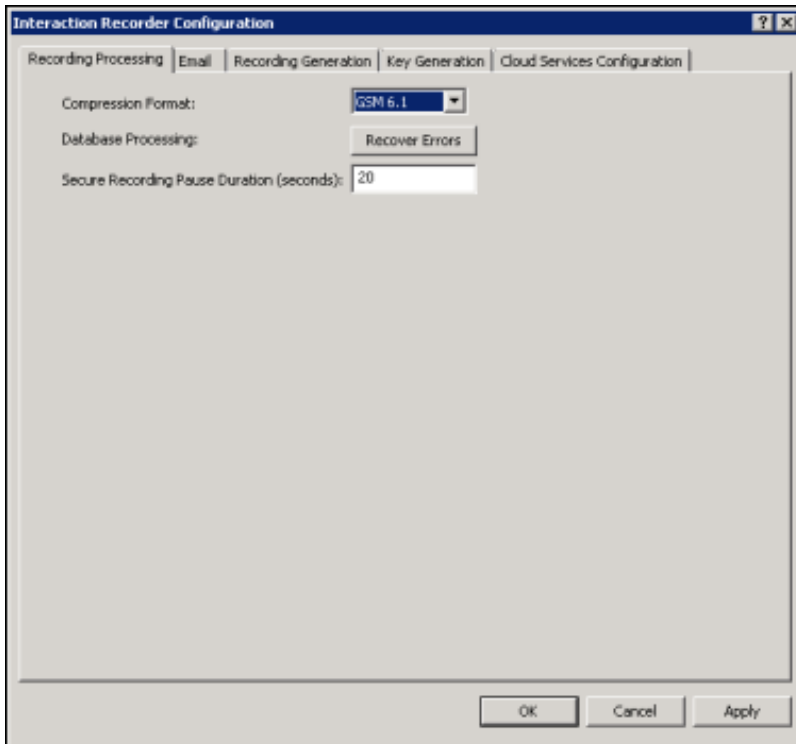 Interaction Recorder Configuration
Recording Processing Email Recording Generation Key Generation Cloud Services Configuration
Compression Format: GSM 6.1
Database Processing: Recover Errors
Secure Recording Pause Duration (seconds): 20
OK Cancel Apply